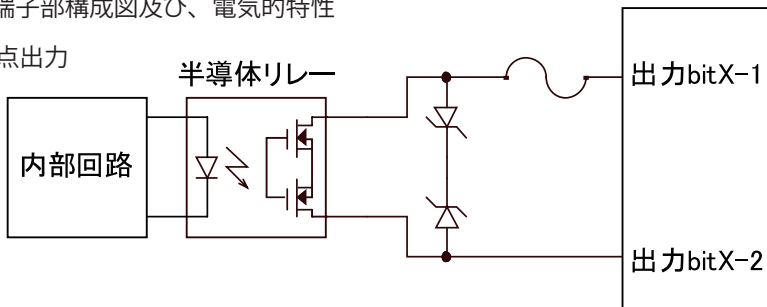 端子部構成図及び、電気的特性
点出力
半導体リレー
内部回路
出力bitX-1
出力bitX-2